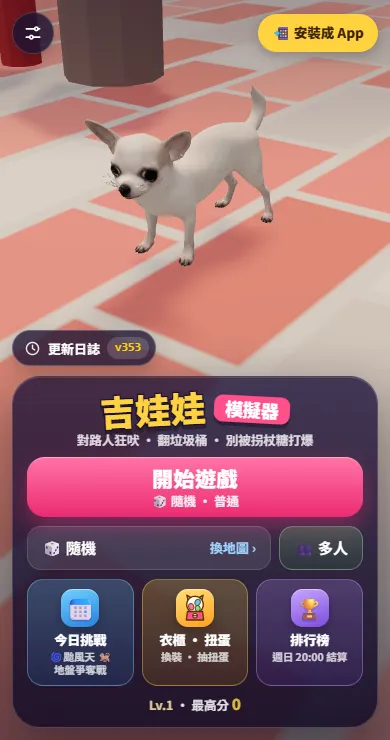 安裝成 App
更新日誌 v353
吉娃娃 模擬器
對路人狂吠 • 翻垃圾桶 • 別被拐杖糖打爆
開始遊戲
隨機 • 普通
隨機 換地圖 ›
多人
今日挑戰
颱風天
地盤爭奪戰
衣櫃 • 扭蛋
換裝 • 抽扭蛋
排行榜
週日 20:00 結算
Lv.1 • 最高分 0